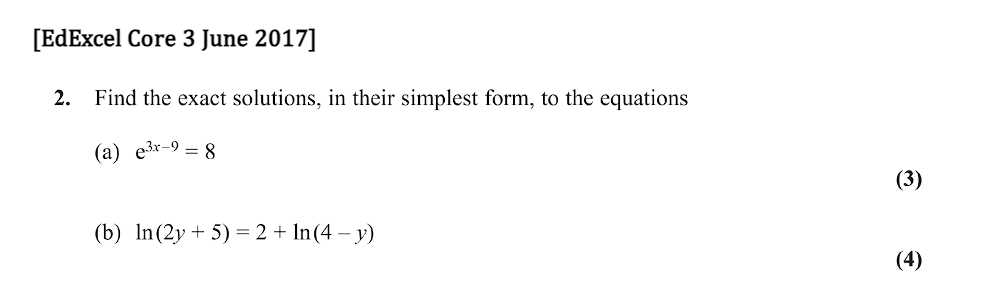 [EdExcel Core 3 June 2017]
2. Find the exact solutions, in their simplest form, to the equations
(a) e^{3x–9} = 8
(3)
(b) ln(2y + 5) = 2 + ln(4 – y)
(4)